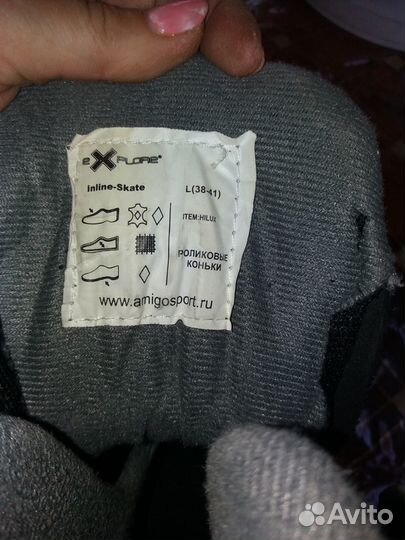 eXPLORE
Inline-Skate
L(38-41)
ITEM:HILUX
РОЛИКОВЫЕ
КОНЬКИ
www.amigosport.ru
Avito